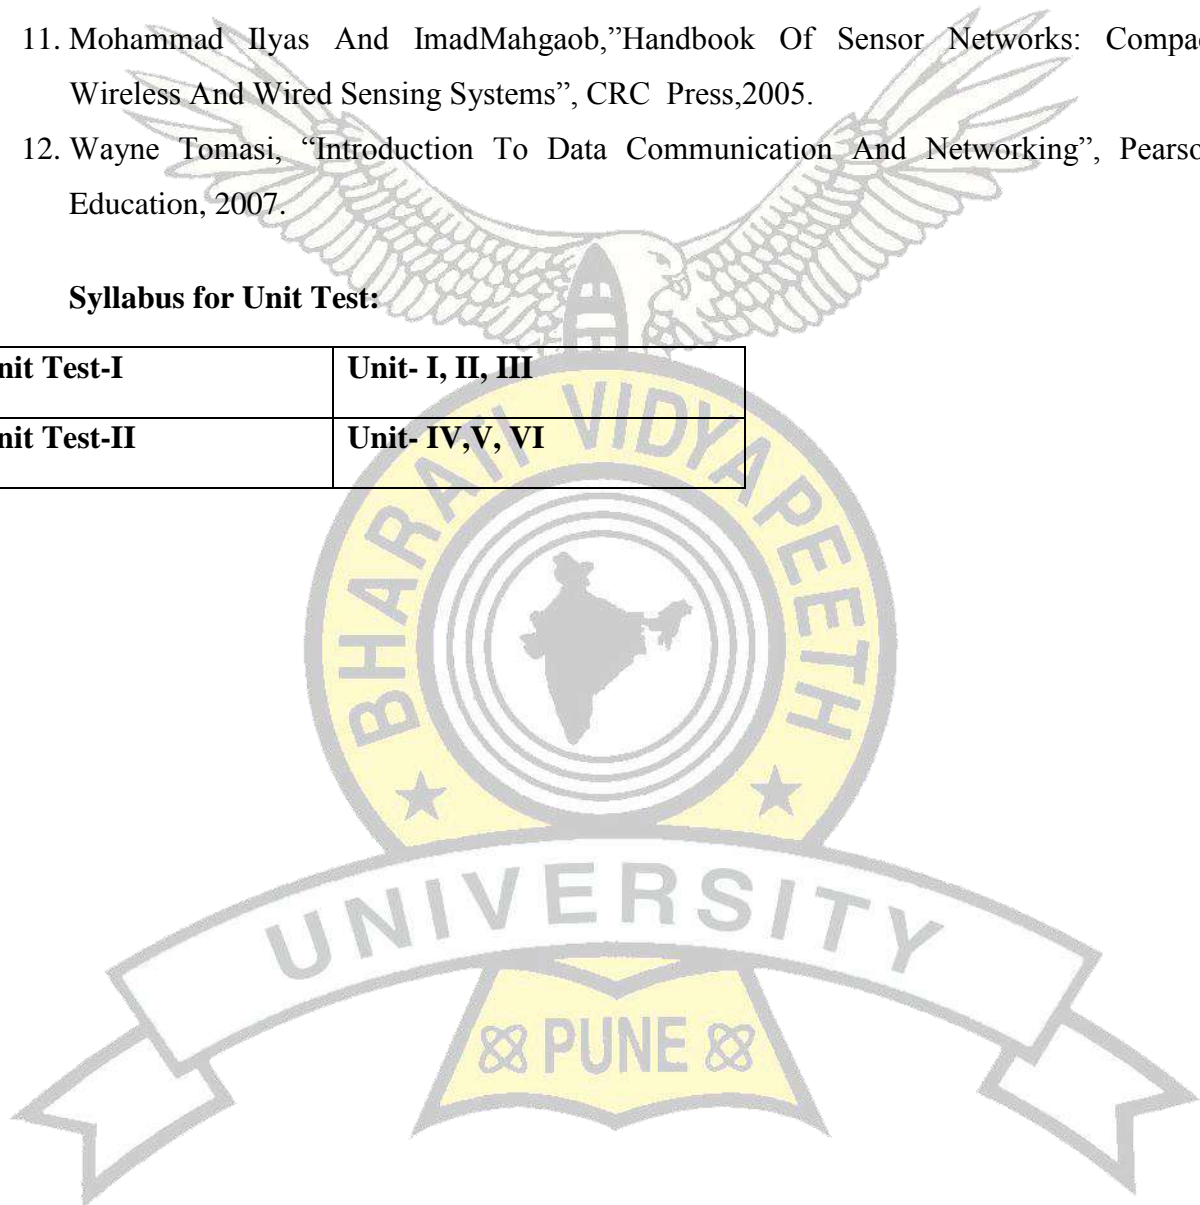 11. Mohammad Ilyas And ImadMahgaob,”Handbook Of Sensor Networks: Compac
Wireless And Wired Sensing Systems”, CRC Press,2005.
12. Wayne Tomasi, “Introduction To Data Communication And Networking”, Pearso
Education, 2007.
Syllabus for Unit Test:
nit Test-I Unit- I, II, III
nit Test-II Unit- IV,V, VI
BHARATI VIDYAPEETH
UNIVERSITY
PUNE